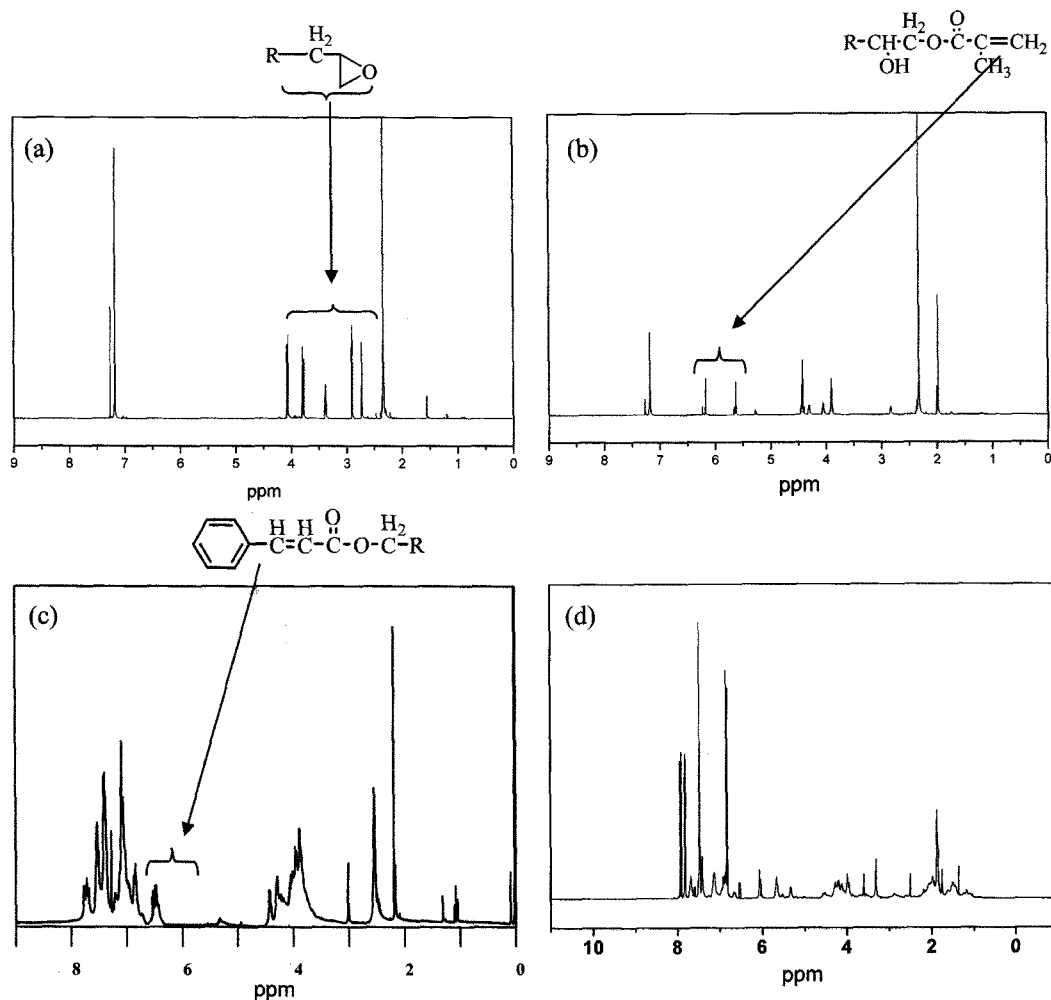 H2
R—C
O
(a)
9 8 7 6 5 4 3 2 1 0
ppm
H2 O
R—CH—C—O—C—C=CH2
OH CH3
(b)
9 8 7 6 5 4 3 2 1 0
ppm
H H O H2
C=C—C—O—C—R
(c)
8 6 4 2 0
ppm
(d)
10 8 6 4 2 0
ppm